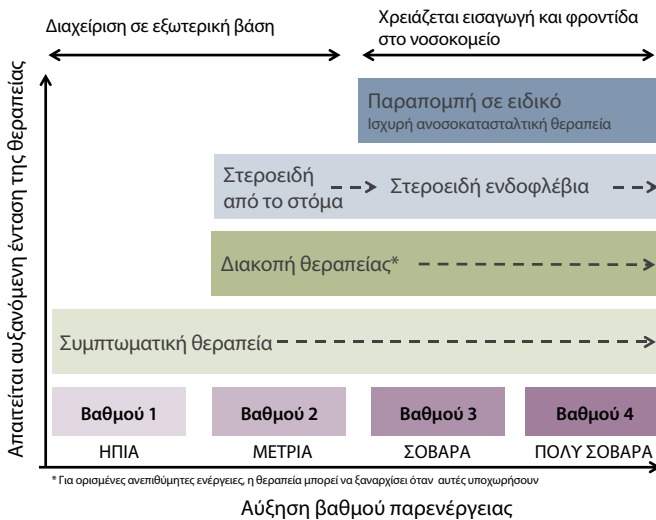 Διαχείριση σε εξωτερική βάση
Χρειάζεται εισαγωγή και φροντίδα
στο νοσοκομείο
Απαιτείται αυξανόμενη ένταση της θεραπείας
Παραπομπή σε ειδικό
Ισχυρή ανοσοκατασταλτική θεραπεία
Στεροειδή
από το στόμα
Στεροειδή ενδοφλέβια
Διακοπή θεραπείας*
Συμπτωματική θεραπεία
Βαθμού 1
Βαθμού 2
Βαθμού 3
Βαθμού 4
ΗΠΙΑ
ΜΕΤΡΙΑ
ΣΟΒΑΡΑ
ΠΟΛΥ ΣΟΒΑΡΑ
* Για ορισμένες ανεπιθύμητες ενέργειες, η θεραπεία μπορεί να ξαναρχίσει όταν αυτές υποχωρήσουν
Αύξηση βαθμού παρενέργειας